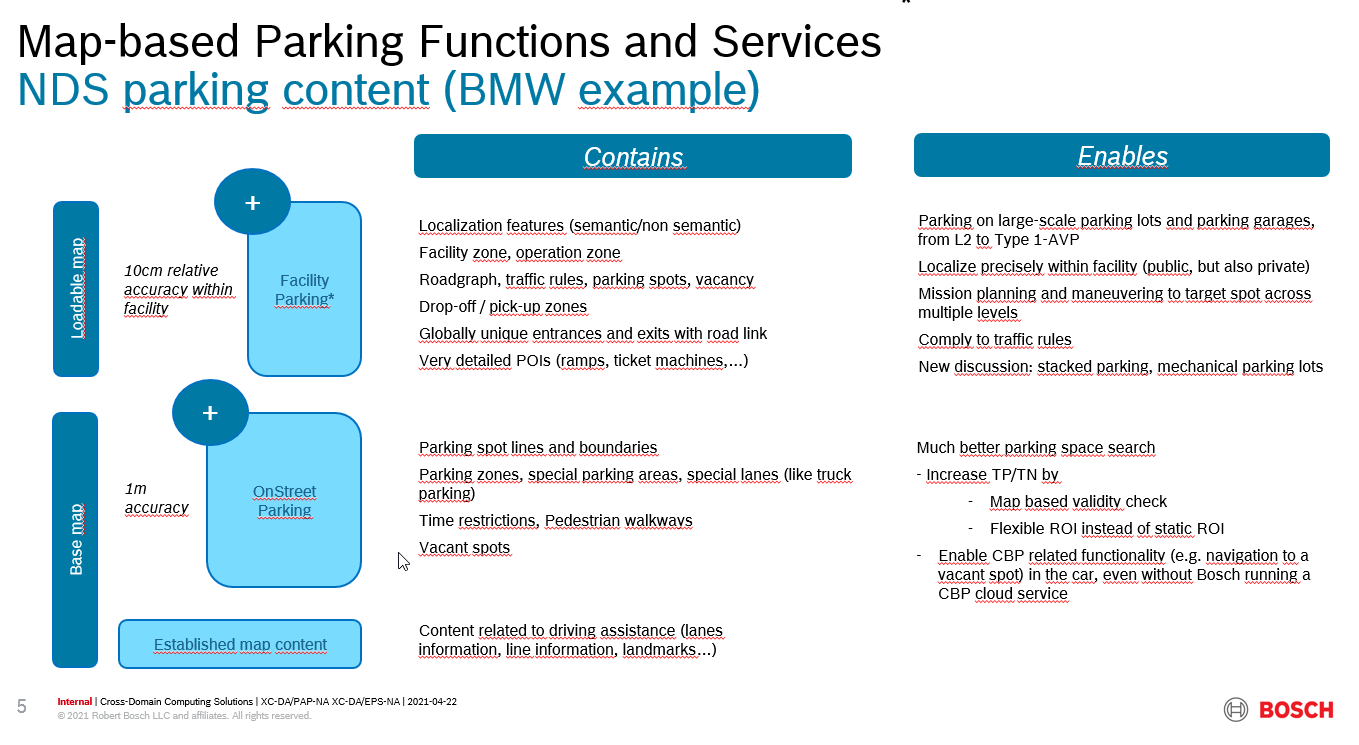 *
Map-based Parking Functions and Services
NDS parking content (BMW example)
Contains
Enables
Loadable map
10cm relative
accuracy within
facility
+
Facility
Parking*
Localization features (semantic/non semantic)
Facility zone, operation zone
Roadgraph, traffic rules, parking spots, vacancy
Drop-off / pick-up zones
Globally unique entrances and exits with road link
Very detailed POIs (ramps, ticket machines,...)
Parking on large-scale parking lots and parking garages,
from L2 to Type 1-AVP
Localize precisely within facility (public, but also private)
Mission planning and maneuvering to target spot across
multiple levels
Comply to traffic rules
New discussion: stacked parking, mechanical parking lots
Base map
1m
accuracy
+
OnStreet
Parking
Parking spot lines and boundaries
Parking zones, special parking areas, special lanes (like truck
parking)
Time restrictions, Pedestrian walkways
Vacant spots
Much better parking space search
- Increase TP/TN by
- Map based validity check
- Flexible ROI instead of static ROI
- Enable CBP related functionality (e.g. navigation to a
vacant spot) in the car, even without Bosch running a
CBP cloud service
Established map content
Content related to driving assistance (lanes
information, line information, landmarks...)
5
Internal | Cross-Domain Computing Solutions | XC-DA/PAP-NA XC-DA/EPS-NA | 2021-04-22
© 2021 Robert Bosch LLC and affiliates. All rights reserved.
BOSCH